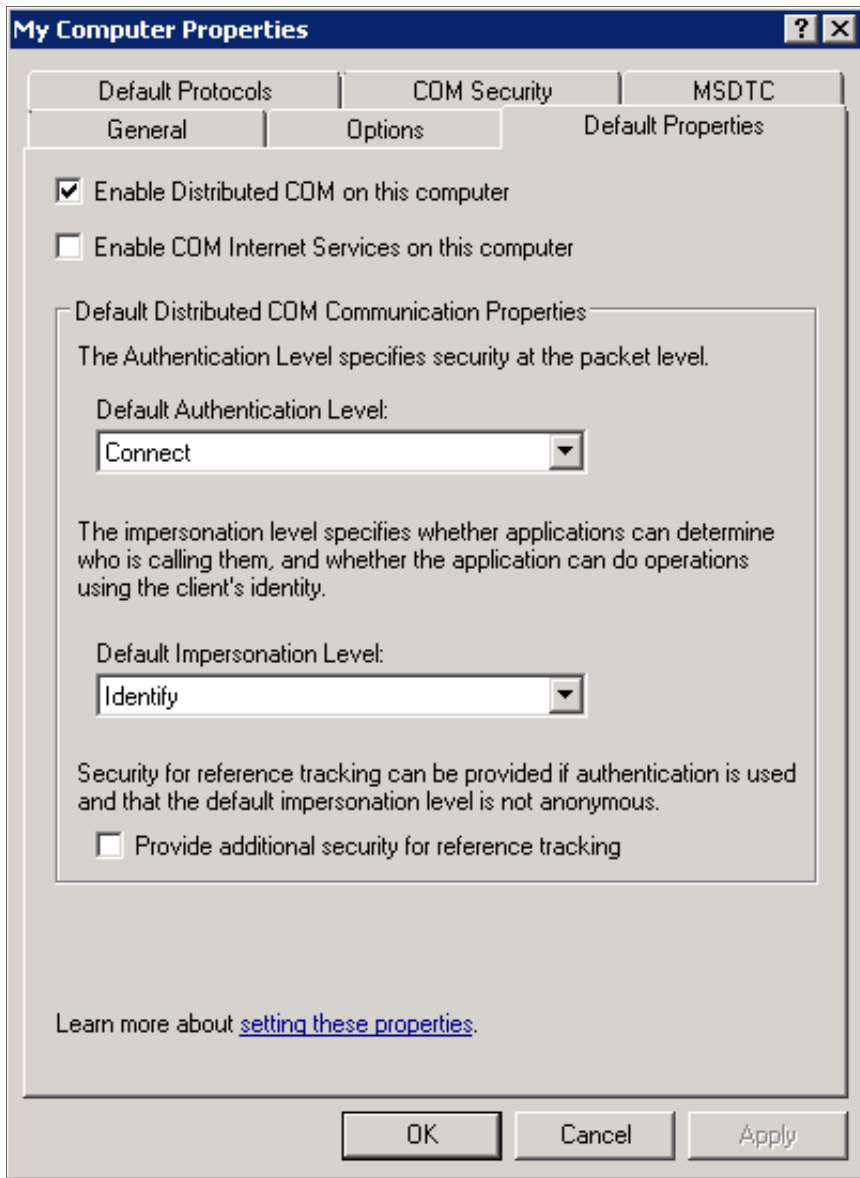 My Computer Properties
Default Protocols COM Security MSDTC
General Options Default Properties
Enable Distributed COM on this computer
Enable COM Internet Services on this computer
Default Distributed COM Communication Properties
The Authentication Level specifies security at the packet level.
Default Authentication Level:
Connect
The impersonation level specifies whether applications can determine
who is calling them, and whether the application can do operations
using the client's identity.
Default Impersonation Level:
Identify
Security for reference tracking can be provided if authentication is used
and that the default impersonation level is not anonymous.
Provide additional security for reference tracking
Learn more about setting these properties.
OK Cancel Apply